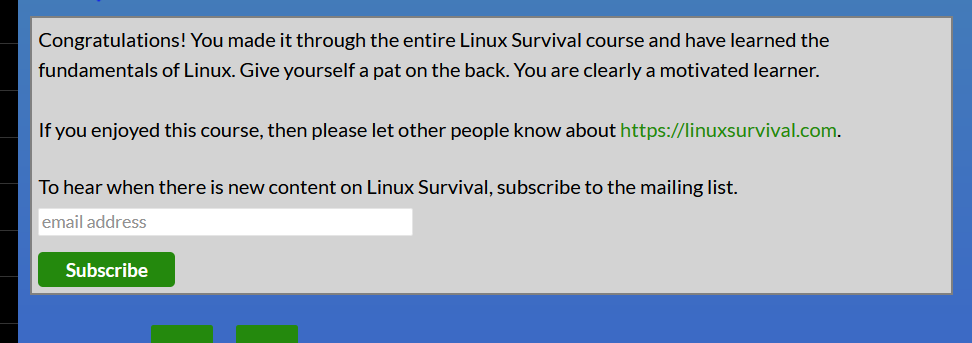 Congratulations! You made it through the entire Linux Survival course and have learned the
fundamentals of Linux. Give yourself a pat on the back. You are clearly a motivated learner.
If you enjoyed this course, then please let other people know about https://linuxsurvival.com.
To hear when there is new content on Linux Survival, subscribe to the mailing list.
email address
Subscribe